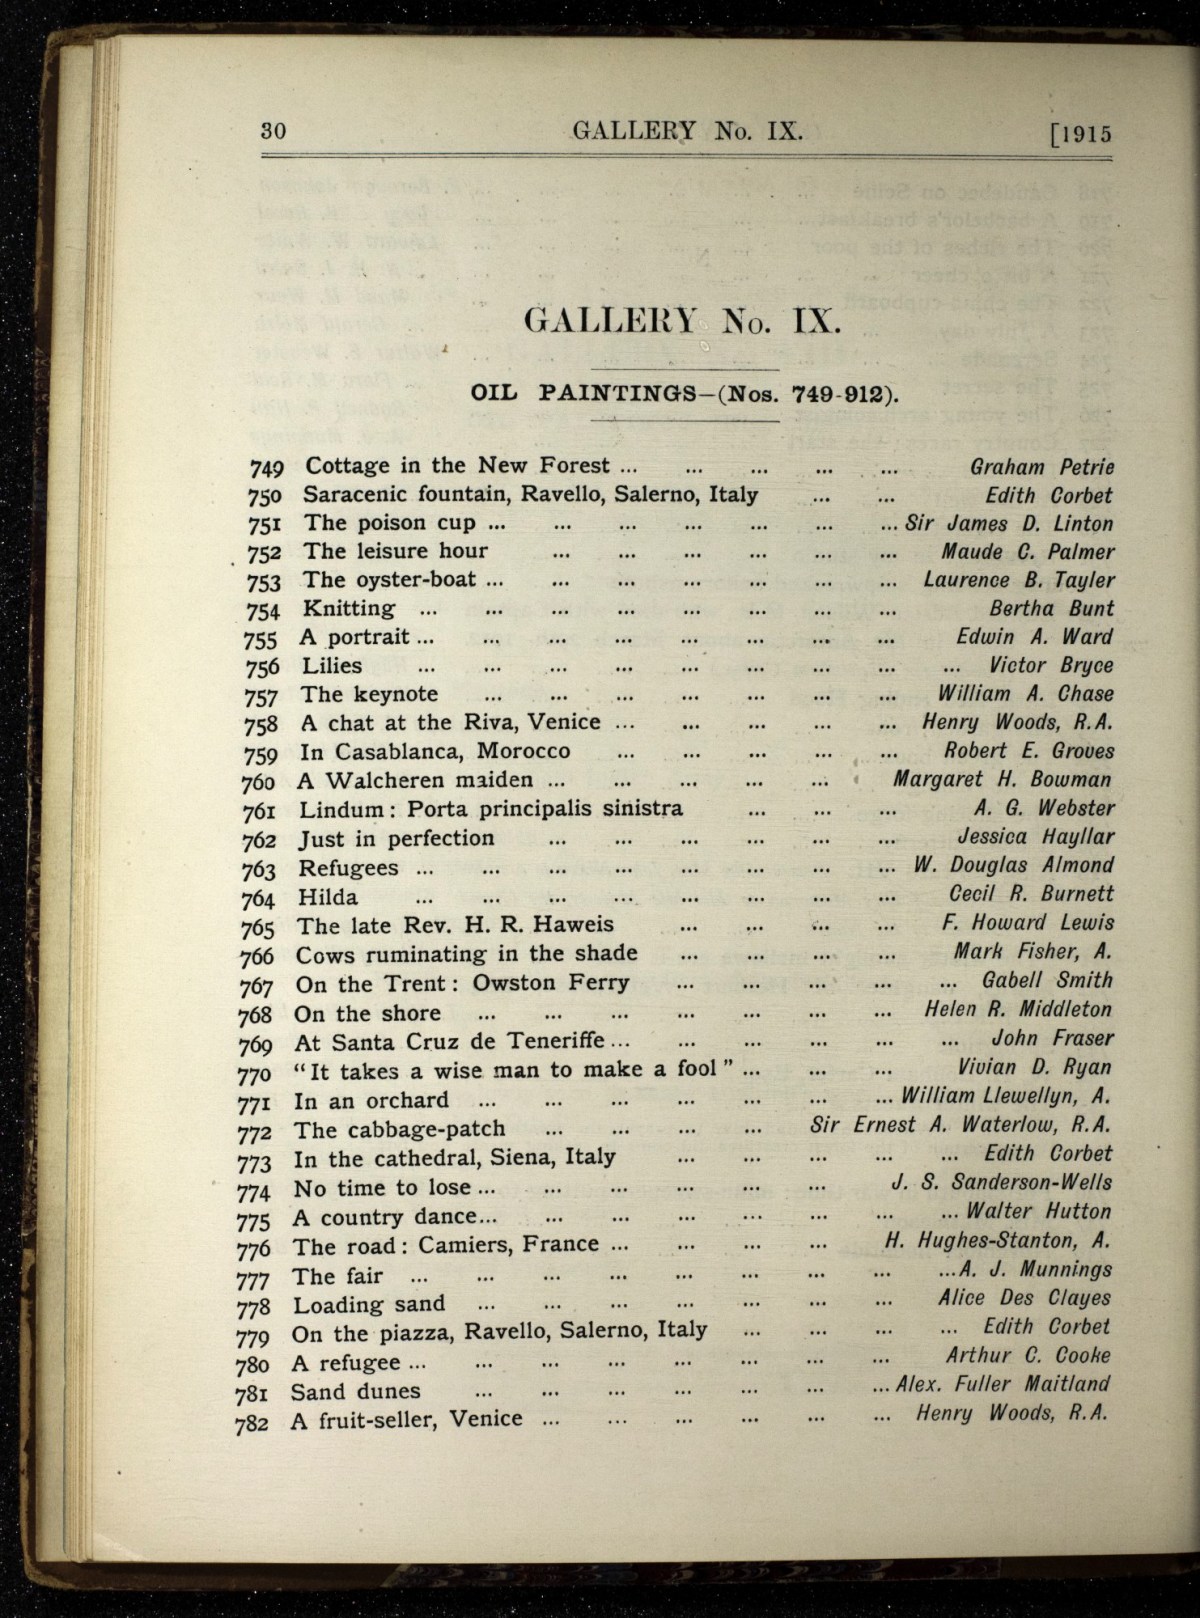 30 GALLERY No. IX. [1915
GALLERY No. IX.
OIL PAINTINGS—(Nos. 749-912).
749 Cottage in the New Forest ... ... ... ... ... Graham Petrie
750 Saracenic fountain, Ravello, Salerno, Italy ... ... Edith Corbet
751 The poison cup ... ... ... ... ... ... ... Sir James D. Linton
752 The leisure hour ... ... ... ... ... ... Maude C. Palmer
753 The oyster-boat ... ... ... ... ... ... ... Laurence B. Tayler
754 Knitting ... ... ... ... ... ... ... ... Bertha Bunt
755 A portrait ... ... ... ... ... ... ... ... Edwin A. Ward
756 Lilies ... ... ... ... ... ... ... ... ... Victor Bryce
757 The keynote ... ... ... ... ... ... ... William A. Chase
758 A chat at the Riva, Venice ... ... ... ... ... Henry Woods, R.A.
759 In Casablanca, Morocco ... ... ... ... ... Robert E. Groves
760 A Walcheren maiden ... ... ... ... ... Margaret H. Bowman
761 Lindum: Porta principalis sinistra ... ... ... A. G. Webster
762 Just in perfection ... ... ... ... ... ... Jessica Hayllar
763 Refugees ... ... ... ... ... ... ... ... W. Douglas Almond
764 Hilda ... ... ... ... ... ... ... ... Cecil R. Burnett
765 The late Rev. H. R. Haweis ... ... ... ... F. Howard Lewis
766 Cows ruminating in the shade ... ... ... ... Mark Fisher, A.
767 On the Trent: Owston Ferry ... ... ... ... ... Gabell Smith
768 On the shore ... ... ... ... ... ... ... Helen R. Middleton
769 At Santa Cruz de Teneriffe ... ... ... ... ... ... John Fraser
770 "It takes a wise man to make a fool" ... ... ... Vivian D. Ryan
771 In an orchard ... ... ... ... ... ... ... William Llewellyn, A.
772 The cabbage-patch ... ... ... ... Sir Ernest A. Waterlow, R.A.
773 In the cathedral, Siena, Italy ... ... ... ... ... Edith Corbet
774 No time to lose ... ... ... ... ... ... J. S. Sanderson-Wells
775 A country dance... ... ... ... ... ... ... ... Walter Hutton
776 The road: Camiers, France ... ... ... ... H. Hughes-Stanton, A.
777 The fair ... ... ... ... ... ... ... ... ...A. J. Munnings
778 Loading sand ... ... ... ... ... ... ... Alice Des Clayes
779 On the piazza, Ravello, Salerno, Italy ... ... ... ... Edith Corbet
780 A refugee ... ... ... ... ... ... ... ... Arthur C. Cooke
781 Sand dunes ... ... ... ... ... ... ... Alex. Fuller Maitland
782 A fruit-seller, Venice ... ... ... ... ... ... Henry Woods, R.A.